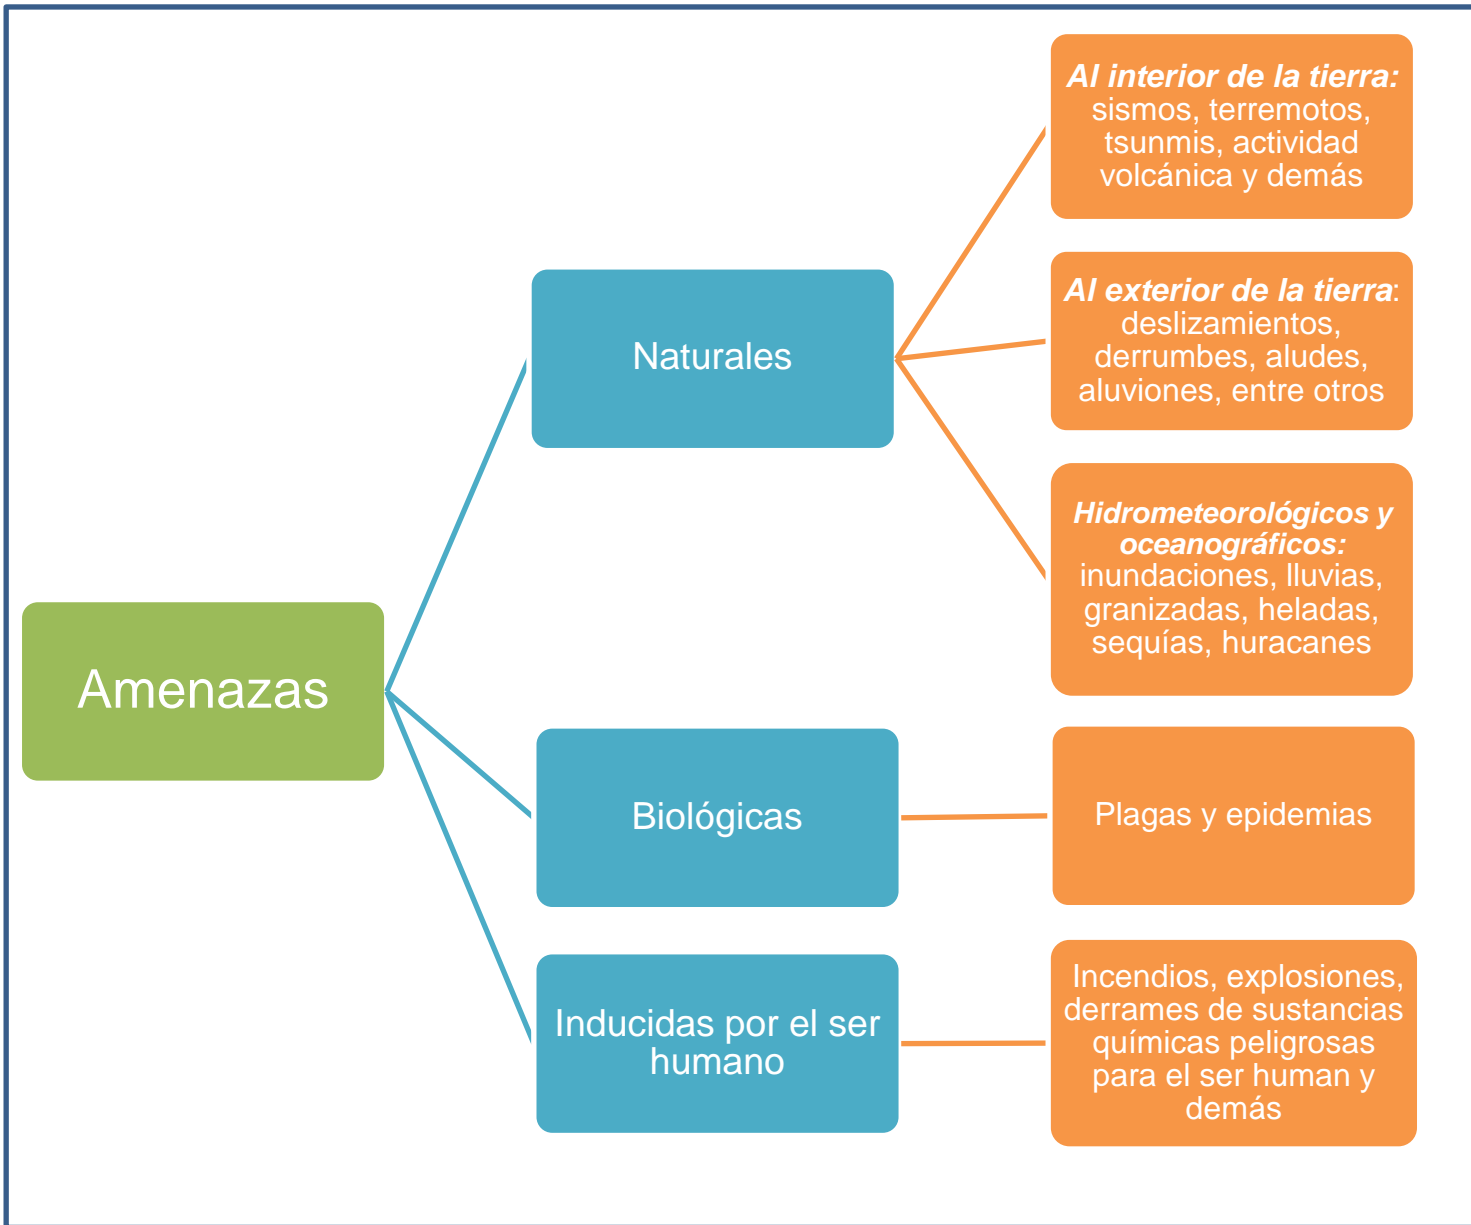 Amenazas
Naturales
Al interior de la tierra:
sismos, terremotos,
tsunmis, actividad
volcánica y demás
Al exterior de la tierra:
deslizamientos,
derrumbes, aludes,
aluviones, entre otros
Hidrometeorológicos y
oceanográficos:
inundaciones, lluvias,
granizadas, heladas,
sequías, huracanes
Biológicas
Plagas y epidemias
Inducidas por el ser
humano
Incendios, explosiones,
derrames de sustancias
químicas peligrosas
para el ser human y
demás